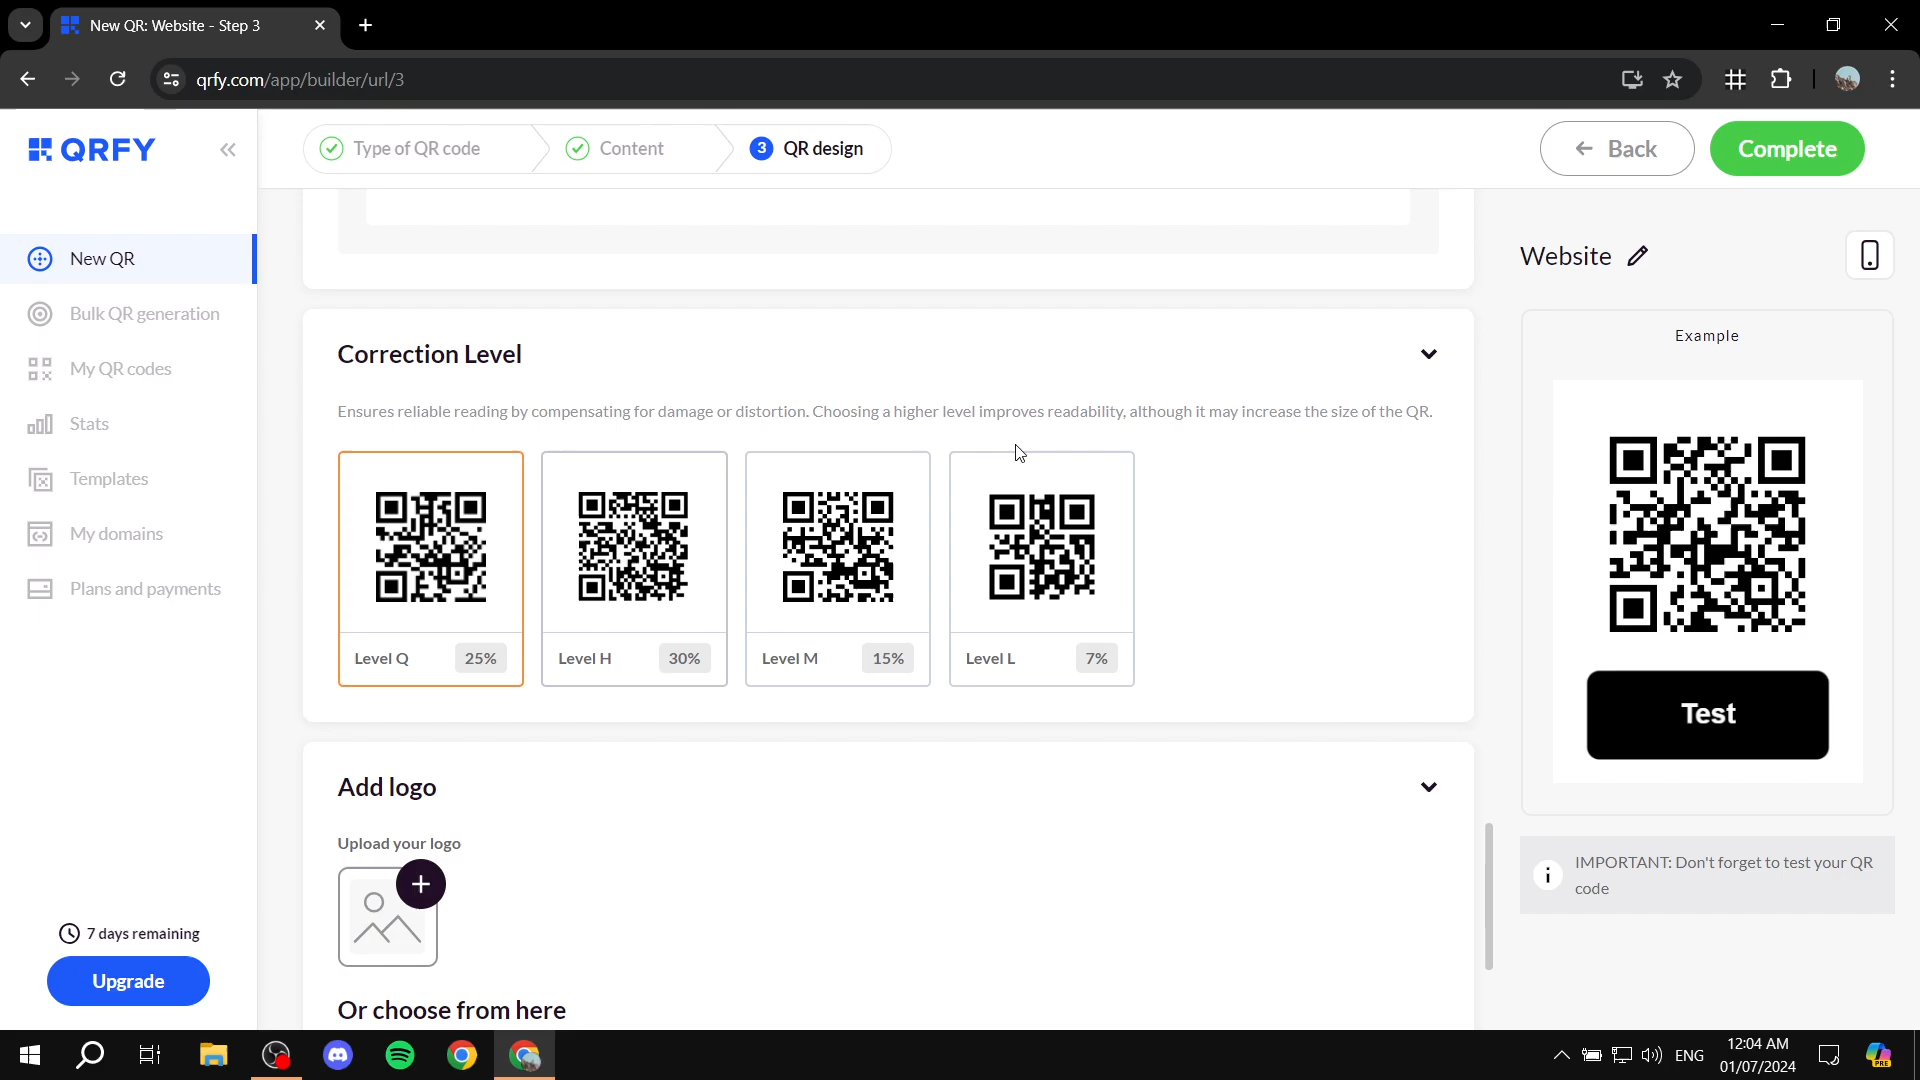 New QR: Website - Step 3
qrfy.com/app/builder/url/3
QRFY
Type of QR code
Content
3 QR design
Back
Complete
New QR
Bulk QR generation
My QR codes
Stats
Templates
My domains
Plans and payments
7 days remaining
Upgrade
Correction Level
Ensures reliable reading by compensating for damage or distortion. Choosing a higher level improves readability, although it may increase the size of the QR.
Level Q 25%
Level H 30%
Level M 15%
Level L 7%
Add logo
Upload your logo
Or choose from here
Website
Example
Test
IMPORTANT: Don't forget to test your QR
code
ENG
12:04 AM
01/07/2024
PRE